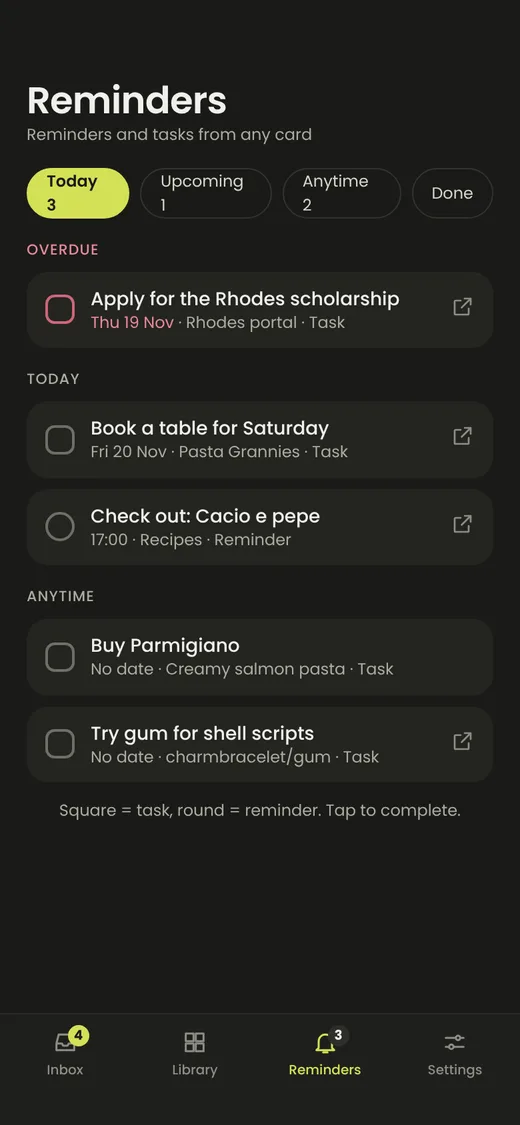 Reminders
Reminders and tasks from any card
Today
3
Upcoming
1
Anytime
2
Done
OVERDUE
Apply for the Rhodes scholarship
Thu 19 Nov · Rhodes portal · Task
TODAY
Book a table for Saturday
Fri 20 Nov · Pasta Grannies · Task
Check out: Cacio e pepe
17:00 · Recipes · Reminder
ANYTIME
Buy Parmigiano
No date · Creamy salmon pasta · Task
Try gum for shell scripts
No date · charmbracelet/gum · Task
Square = task, round = reminder. Tap to complete.
4
Inbox
Library
3
Reminders
Settings